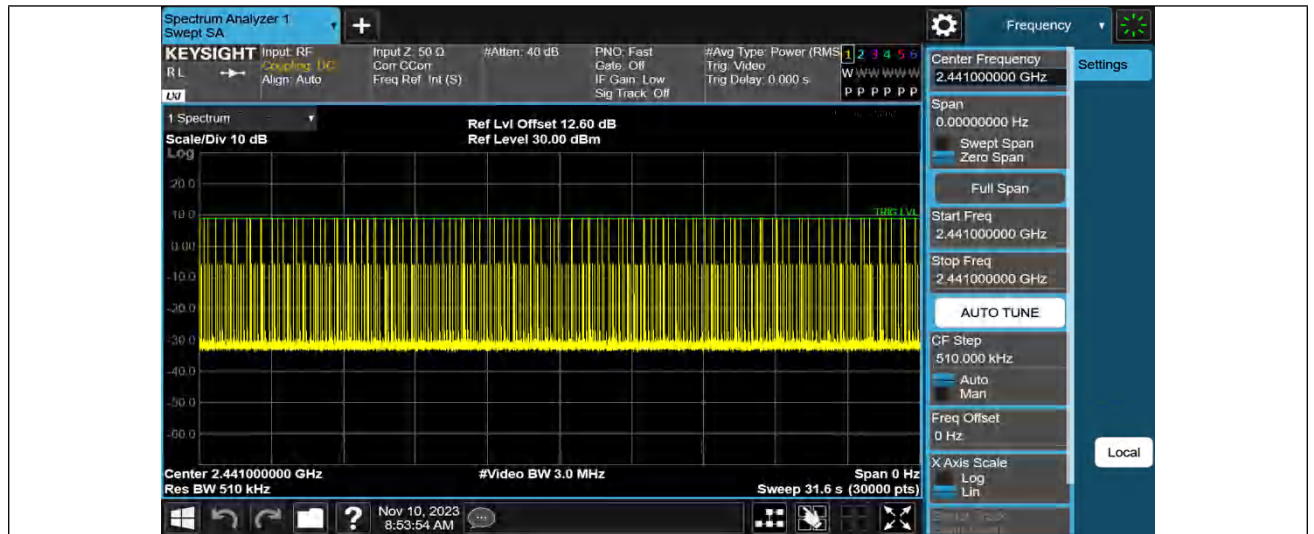 Spectrum Analyzer 1
Swept SA
+
Frequency
KEYSIGHT
RL
LXI
Input: RF
Coupling: DC
Align: Auto
Input Z: 50 Ω
Corr CCorr
Freq Ref: Int (S)
#Atten: 40 dB
PNO: Fast
Gate: Off
IF Gain: Low
Sig Track: Off
#Avg Type: Power (RMS
Trig: Video
Trig Delay: 0.000 s
1 2 3 4 5 6
W W W W W W
P P P P P P
1 Spectrum
Scale/Div 10 dB
Log
Ref Lvl Offset 12.60 dB
Ref Level 30.00 dBm
20.0
10.0
TRIG LVL
0.00
-10.0
-20.0
-30.0
-40.0
-50.0
-60.0
Center 2.441000000 GHz
#Video BW 3.0 MHz
Span 0 Hz
Res BW 510 kHz
Sweep 31.6 s (30000 pts)
?
Nov 10, 2023
8:53:54 AM
Center Frequency
2.441000000 GHz
Settings
Span
0.00000000 Hz
Swept Span
Zero Span
Full Span
Start Freq
2.441000000 GHz
Stop Freq
2.441000000 GHz
AUTO TUNE
CF Step
510.000 kHz
Auto
Man
Freq Offset
0 Hz
X Axis Scale
Log
Lin
Local